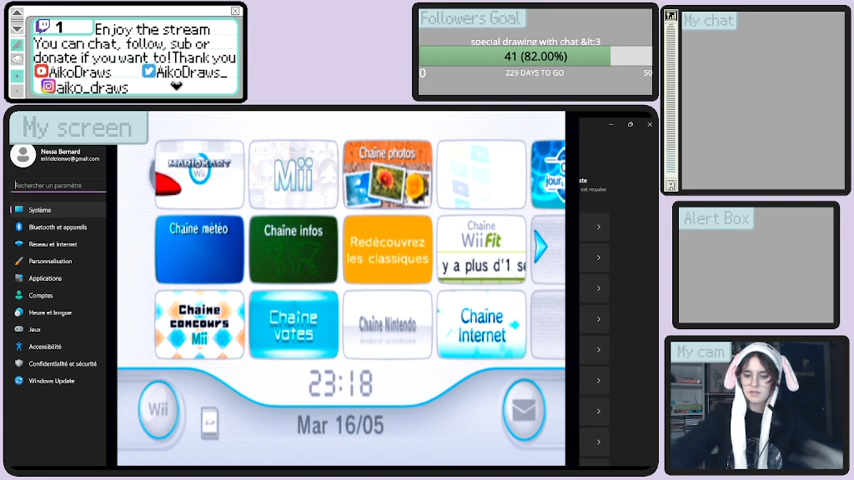 1 Enjoy the stream
You can chat, follow, sub or
donate if you want to!Thank you
AikoDraws AikoDraws_
aiko_draws
Followers Goal
special drawing with chat &lt;3
41 (82.00%)
0
229 DAYS TO GO
My chat
My screen
Nessa Bernard
Rechercher un paramètre
Système
Bluetooth et appareils
Réseau et Internet
Personnalisation
Applications
Comptes
Heure et langue
Jeux
Accessibilité
Confidentialité et sécurité
Windows Update
MARIOKART
Wii
Mii
Chaîne photos
jour
Chaîne météo
Chaîne infos
Redécouvrez
les classiques
Chaîne
Wii Fit
y a plus d'1 se
Chaîne
concours
Mii
Chaîne
votes
Chaîne Nintendo
Chaîne
Internet
23:18
Wii
Mar 16/05
Alert Box
My cam